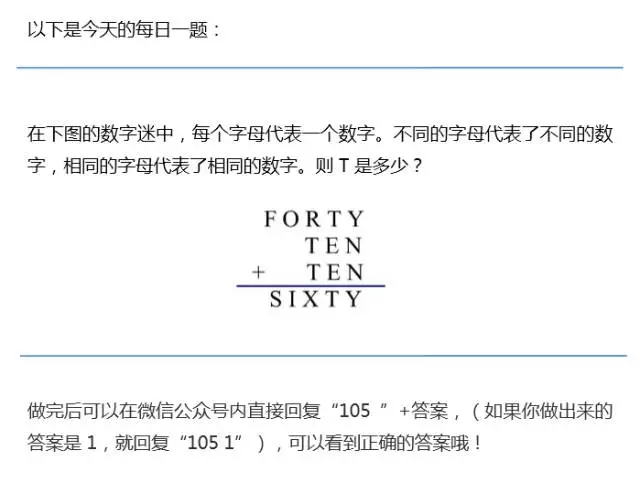 以下是今天的每日一题：
在下图的数字迷中，每个字母代表一个数字。不同的字母代表了不同的数
字，相同的字母代表了相同的数字。则 T 是多少？
FORTY
TEN
+ TEN
SIXTY
做完后可以在微信公众号内直接回复“105 ”+答案，（如果你做出来的
答案是 1，就回复“105 1”），可以看到正确的答案哦！